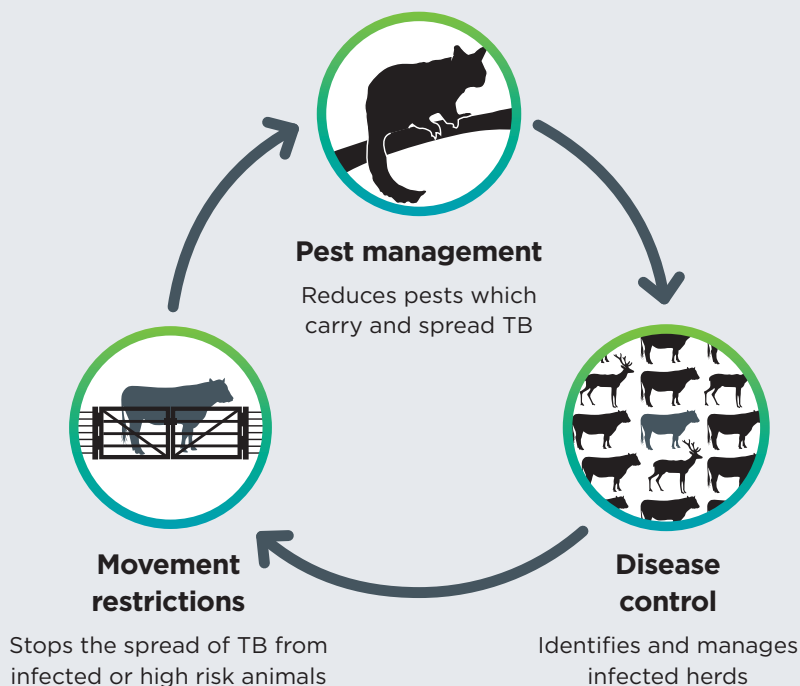 Pest management
Reduces pests which
carry and spread TB
Disease
control
Identifies and manages
infected herds
Movement
restrictions
Stops the spread of TB from
infected or high risk animals